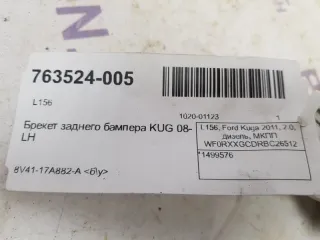 763524-005
L156
1020-01123 1
Брекет заднего бампера KUG 08-
LH
L156, Ford Kuga 2011, 2.0,
дизель, МКПП
WF0RXXGCDRBC26512
*1499576
8V41-17A882-A <б\у>